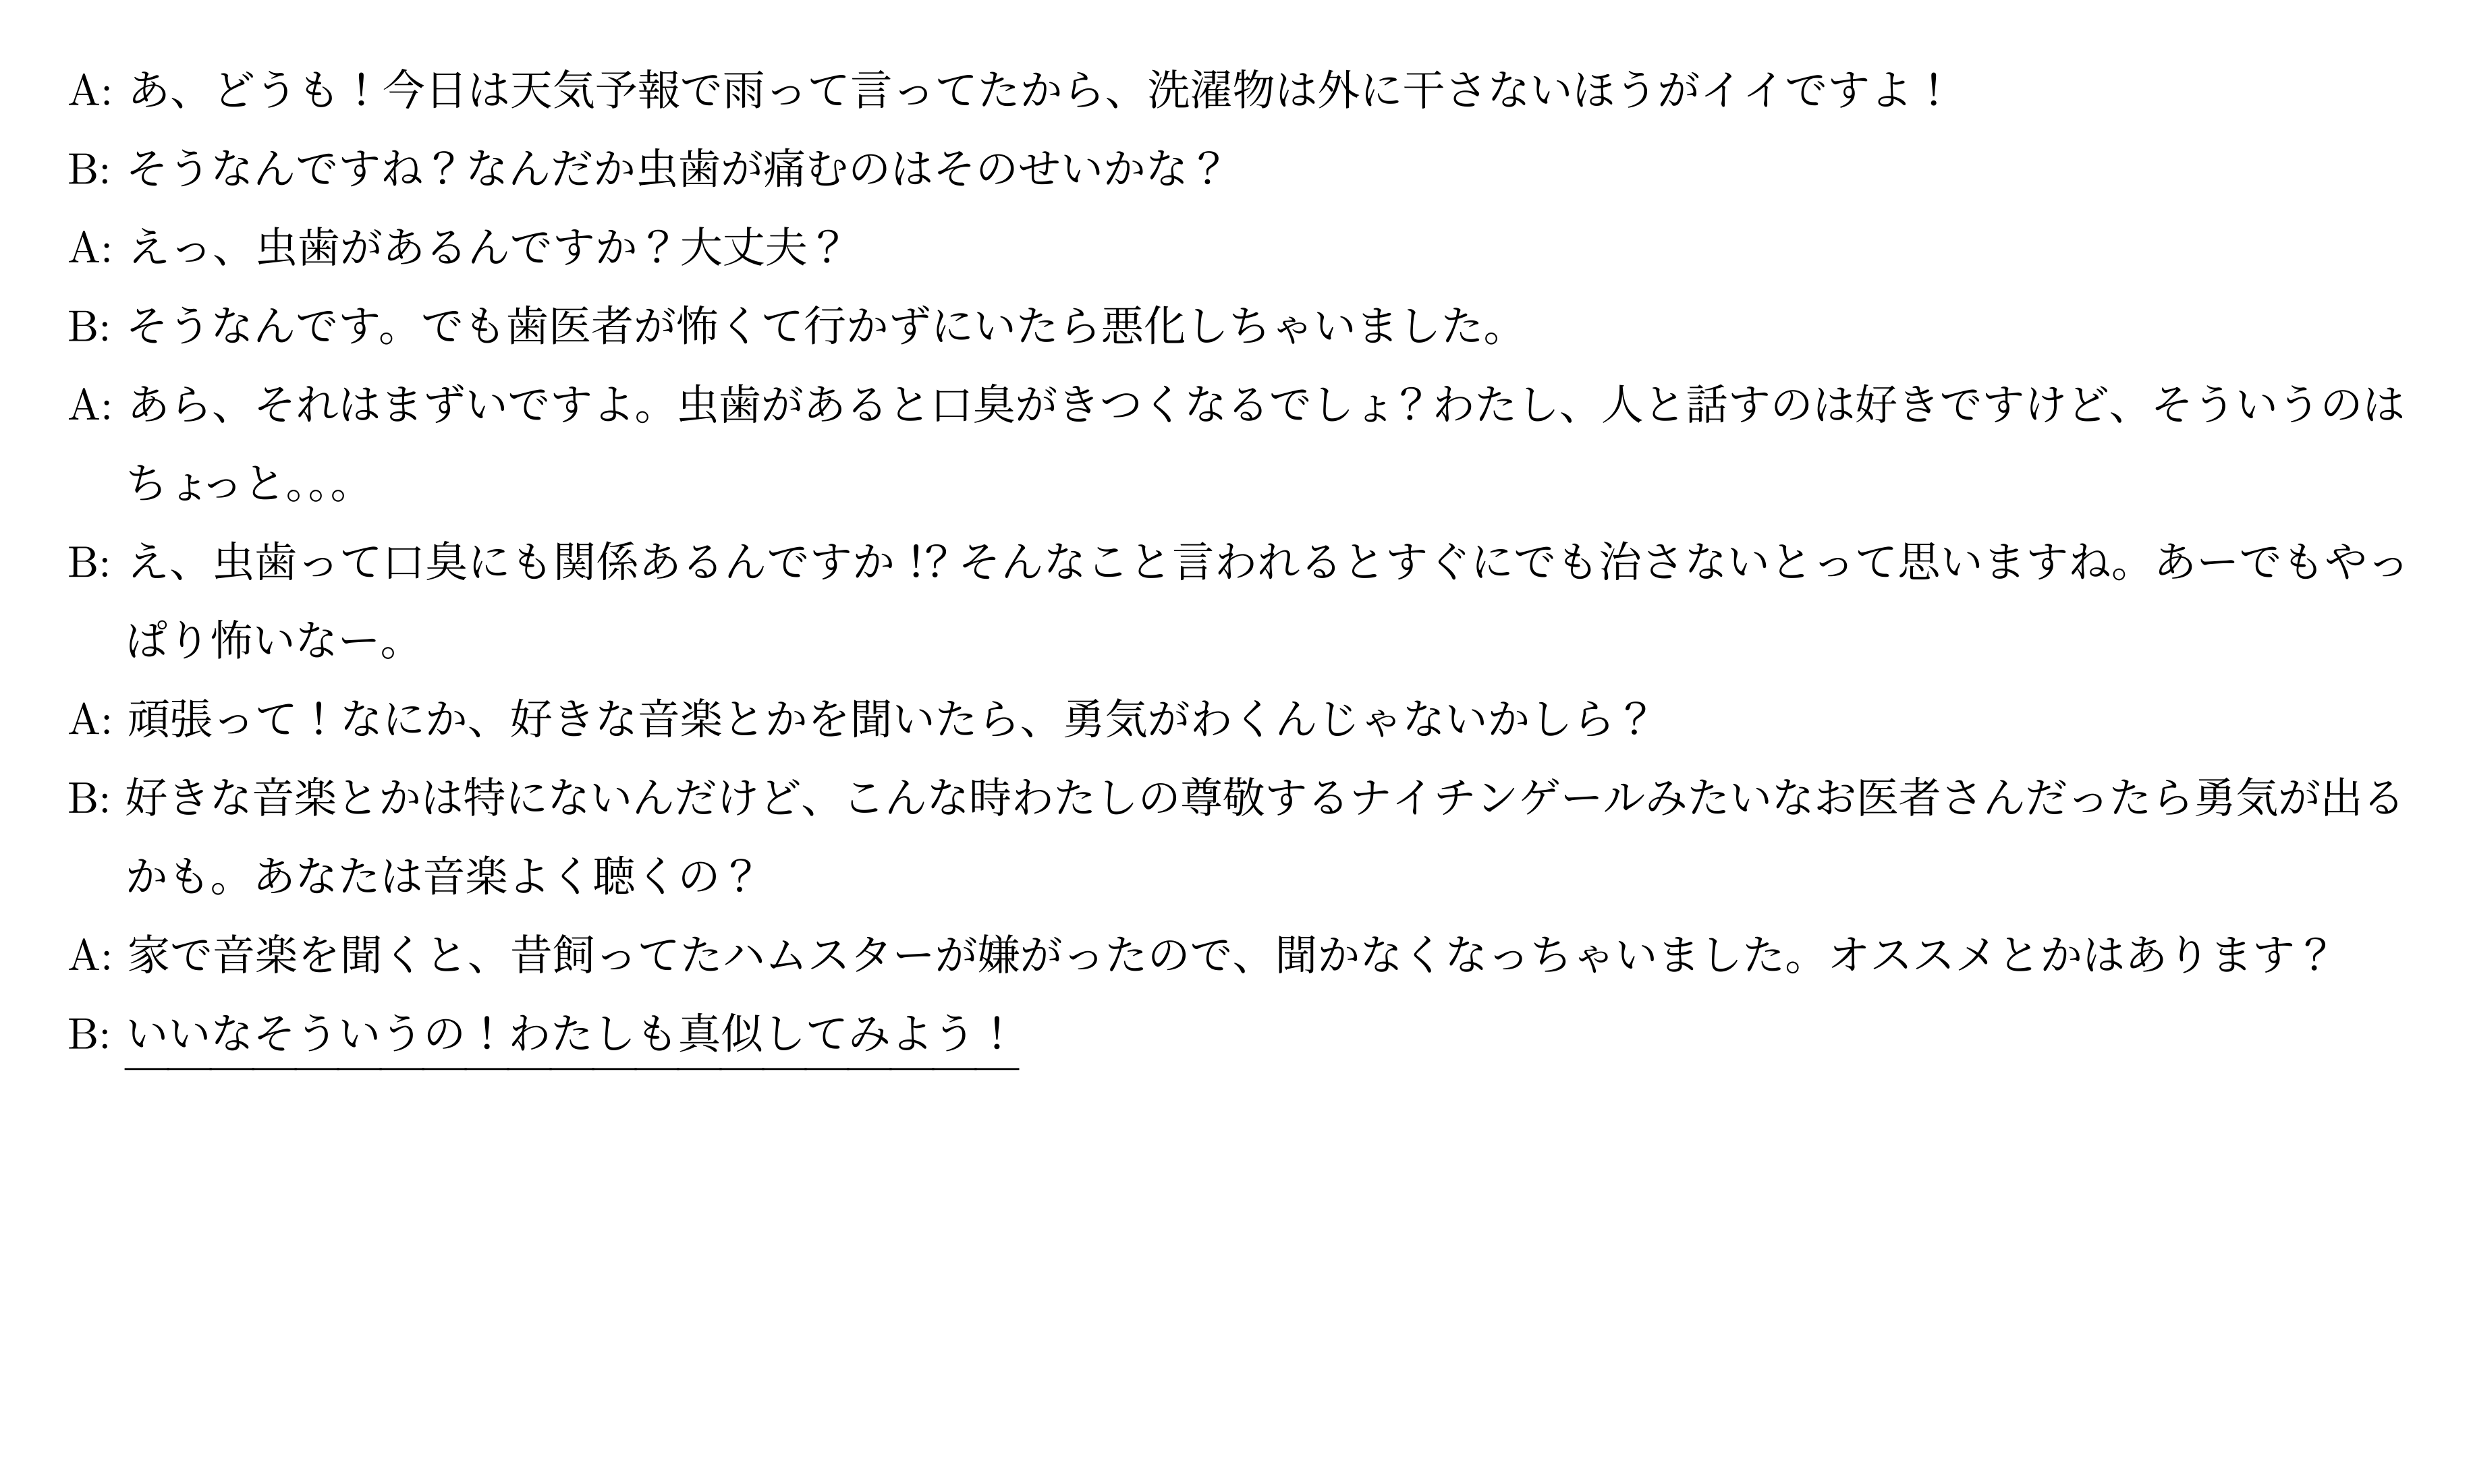 A: あ、どうも！今日は天気予報で雨って言ってたから、洗濯物は外に干さないほうがイイですよ！
B: そうなんですね？なんだか虫歯が痛むのはそのせいかな？
A: えっ、虫歯があるんですか？大丈夫？
B: そうなんです。でも歯医者が怖くて行かずにいたら悪化しちゃいました。
A: あら、それはまずいですよ。虫歯があると口臭がきつくなるでしょ？わたし、人と話すのは好きですけど、そういうのは
ちょっと。。。
B: え、虫歯って口臭にも関係あるんですか!? そんなこと言われるとすぐにでも治さないとって思いますね。あーでもやっ
ぱり怖いなー。
A: 頑張って！なにか、好きな音楽とかを聞いたら、勇気がわくんじゃないかしら？
B: 好きな音楽とかは特にないんだけど、こんな時わたしの尊敬するナイチンゲールみたいなお医者さんだったら勇気が出る
かも。あなたは音楽よく聴くの？
A: 家で音楽を聞くと、昔飼ってたハムスターが嫌がったので、聞かなくなっちゃいました。オススメとかはあります？
B: いいなそういうの！わたしも真似してみよう！